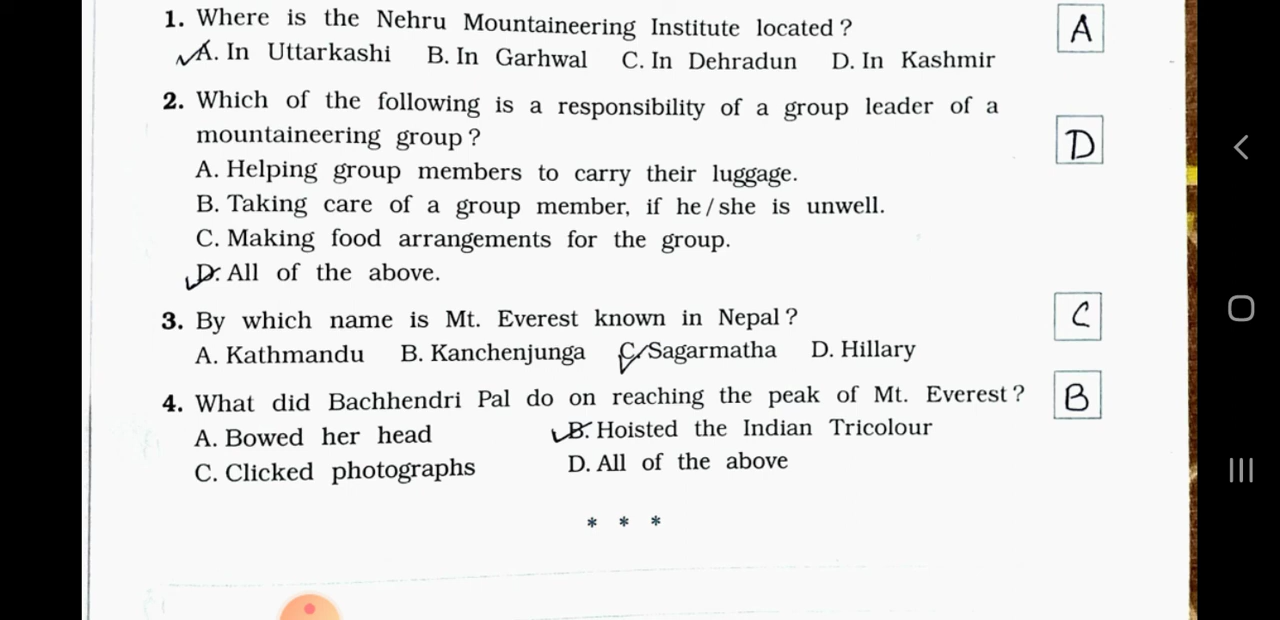 1. Where is the Nehru Mountaineering Institute located ? A
A. In Uttarkashi B. In Garhwal C. In Dehradun D. In Kashmir
2. Which of the following is a responsibility of a group leader of a
mountaineering group ? D
A. Helping group members to carry their luggage.
B. Taking care of a group member, if he / she is unwell.
C. Making food arrangements for the group.
D. All of the above.
3. By which name is Mt. Everest known in Nepal ? C
A. Kathmandu B. Kanchenjunga C. Sagarmatha D. Hillary
4. What did Bachhendri Pal do on reaching the peak of Mt. Everest ? B
A. Bowed her head B. Hoisted the Indian Tricolour
C. Clicked photographs D. All of the above
* * *